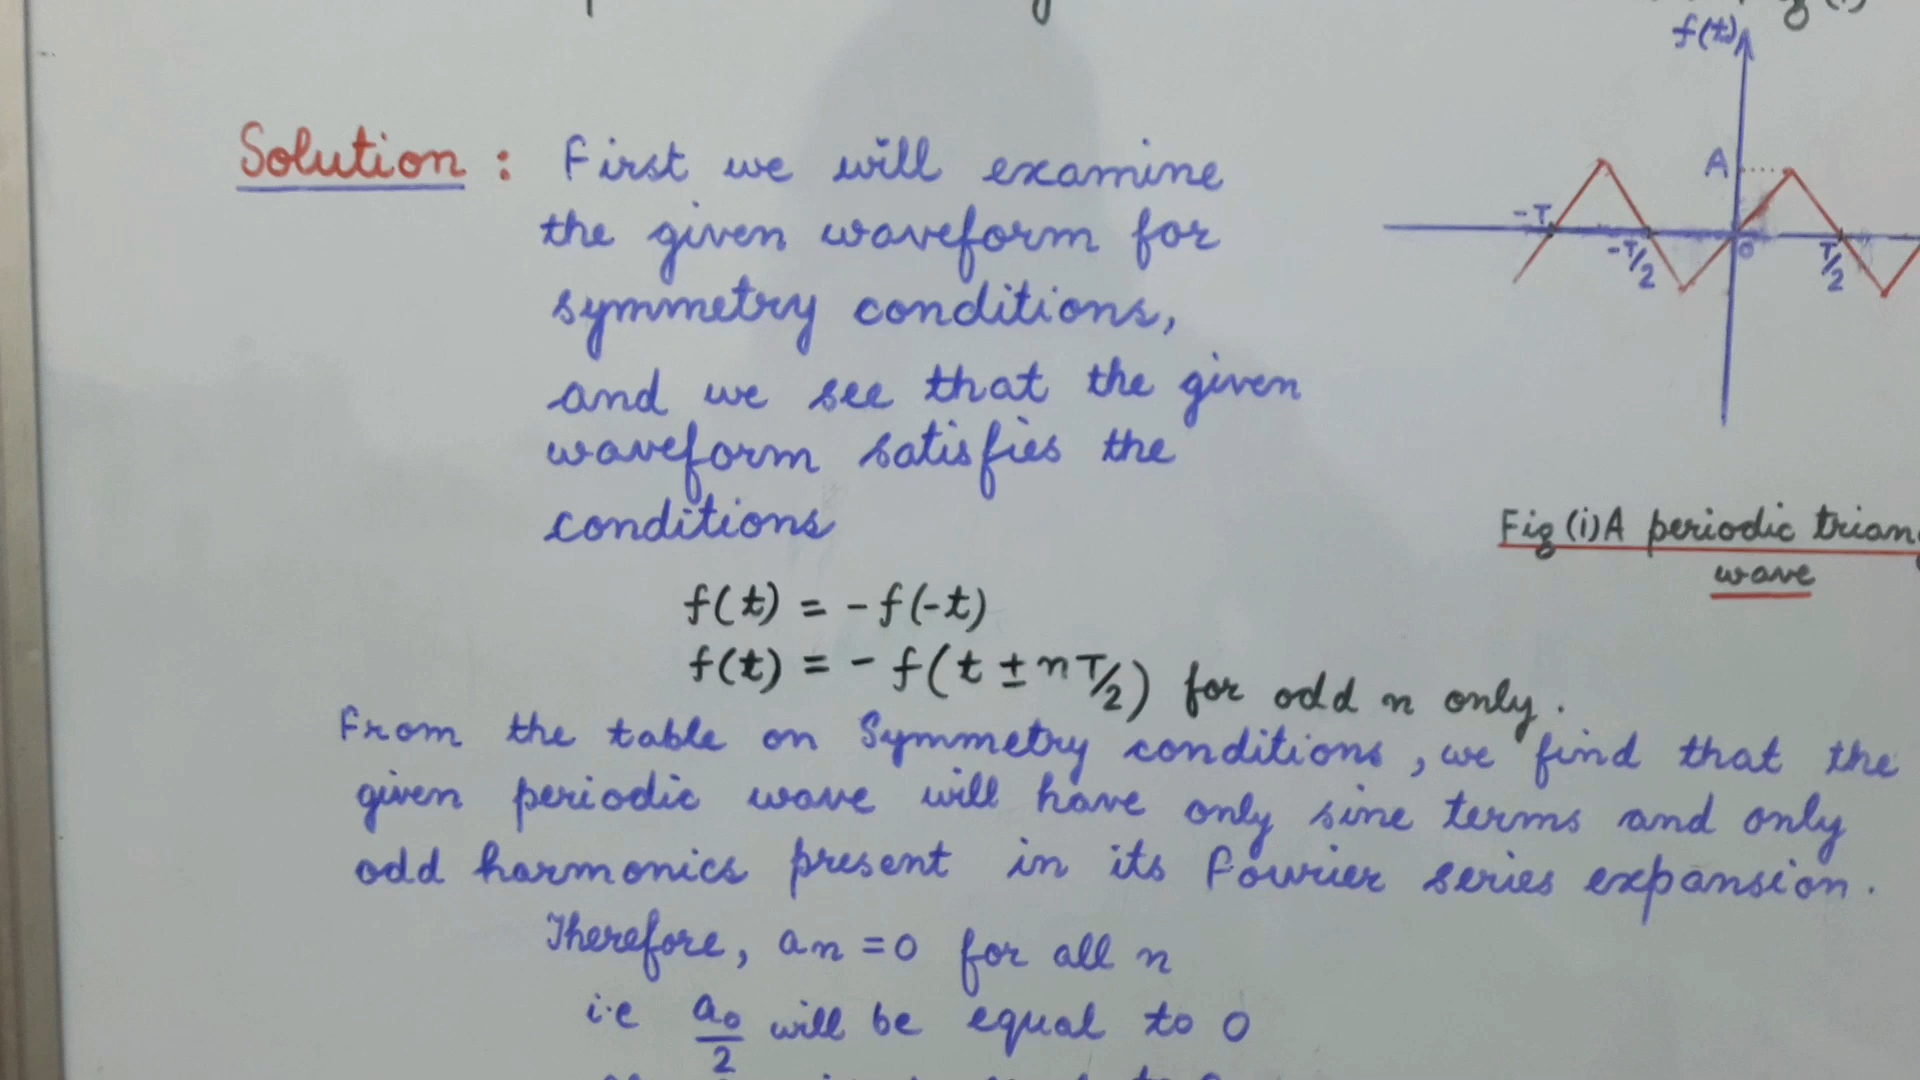 f(t)
Solution : First we will examine
the given waveform for
symmetry conditions,
and we see that the given
waveform satisfies the
conditions
A
-T
-T/2
0
T/2
Fig (i) A periodic triang
wave
f(t) = -f(-t)
f(t) = - f(t ± nT/2) for odd n only.
From the table on Symmetry conditions, we find that the
given periodic wave will have only sine terms and only
odd harmonics present in its Fourier series expansion.
Therefore, an = 0 for all n
i.e a0/2 will be equal to 0